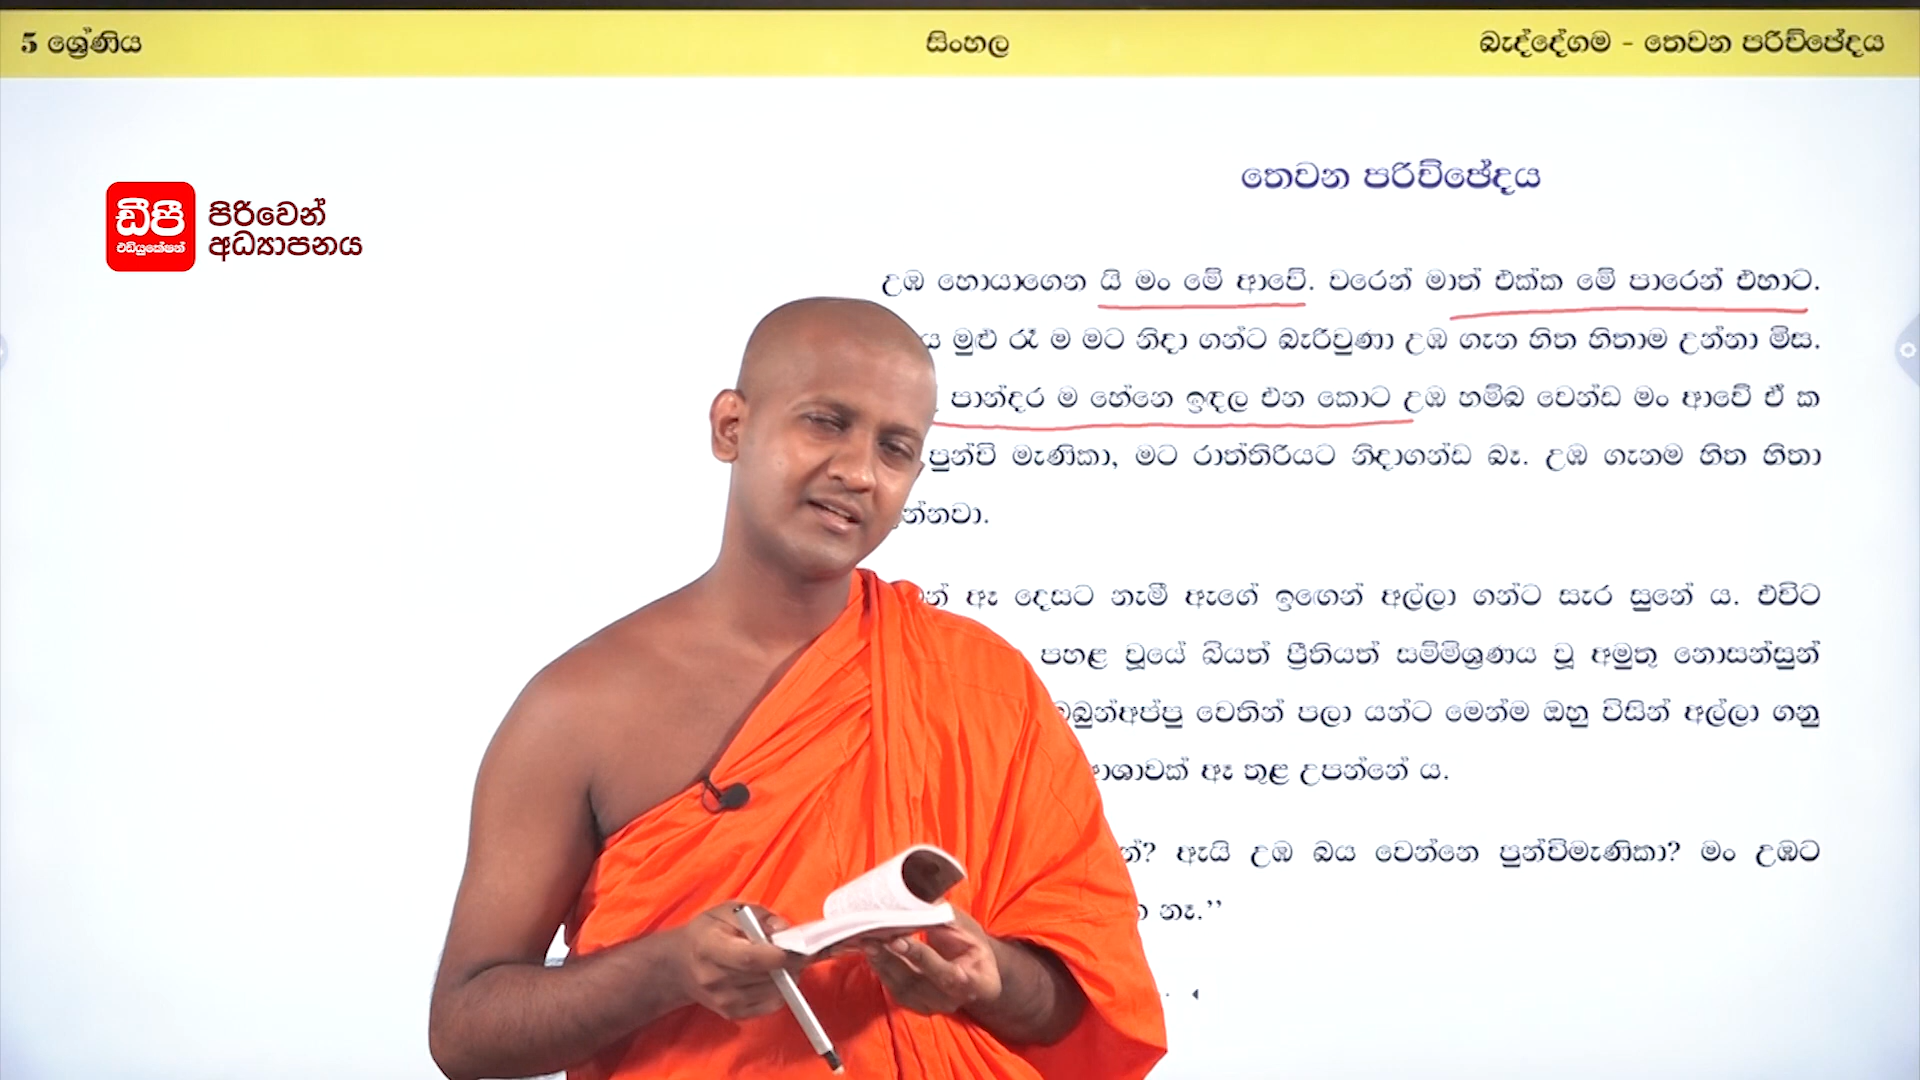 5 ශ්‍රේණිය
සිංහල
බැද්දේගම - තෙවන පරිච්ඡේදය
ඩීපී
එඩියුකේෂන්
පිරිවෙන්
අධ්‍යාපනය
තෙවන පරිච්ඡේදය
උඹ හොයාගෙන යි මං මේ ආවේ. වරෙන් මාත් එක්ක මේ පාරෙන් එහාට.
මුළු රෑ ම මට නිදා ගන්ට බැරිවුණා උඹ ගැන හිත හිතාම උන්නා මිස.
පාන්දර ම හේනෙ ඉඳල එන කොට උඹ හම්බ වෙන්ඩ මං ආවේ ඒ ක
පුන්චි මැණිකා, මට රාත්තිරියට නිදාගන්ඩ බෑ. උඹ ගැනම හිත හිතා
ඈ දෙසට නැමී ඇගේ ඉඟෙන් අල්ලා ගන්ට සැර සුනේ ය. එවිට
පහළ වූයේ බියත් ප්‍රීතියත් සම්මිශ්‍රණය වූ අමුතු නොසන්සුන්
වෙතින් පලා යන්ට මෙන්ම ඔහු විසින් අල්ලා ගනු
ඈ තුළ උපන්නේ ය.
ඇයි උඹ බය වෙන්නෙ පුන්චිමැණිකා? මං උඹට
නෑ.’’